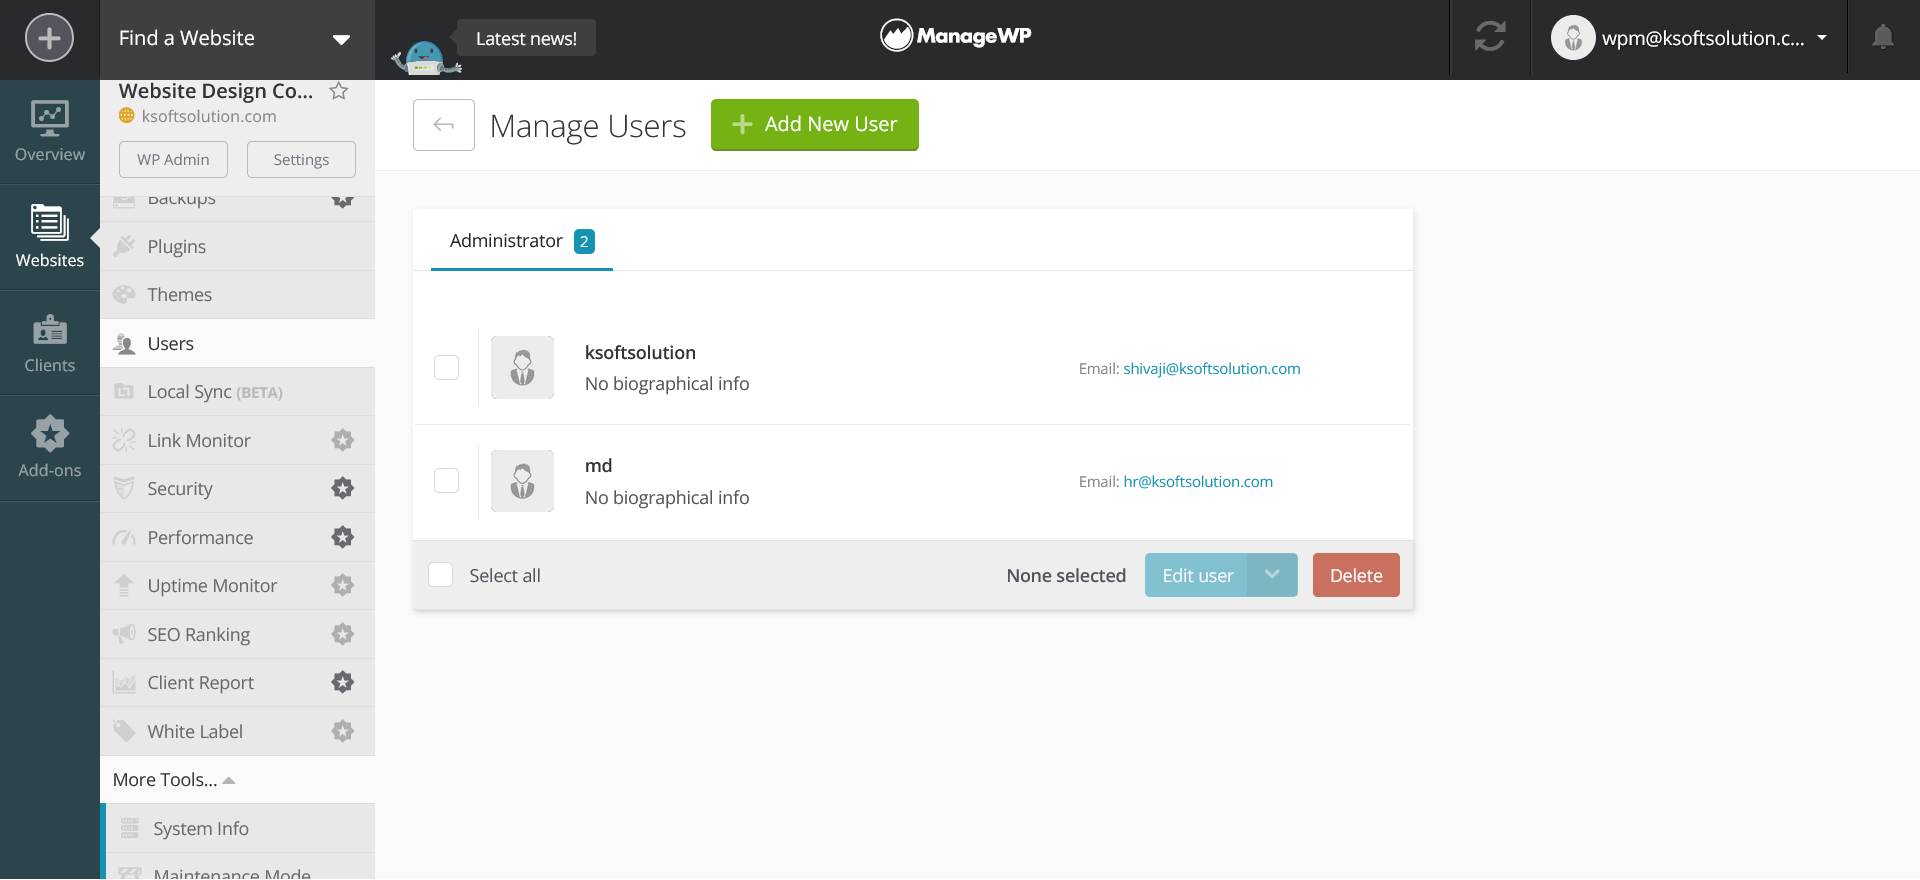 Find a Website
Latest news!
ManageWP
wpm@ksoftsolution.c...
Overview
Websites
Clients
Add-ons
Website Design Co...
ksoftsolution.com
WP Admin
Settings
Backups
Plugins
Themes
Users
Local Sync (BETA)
Link Monitor
Security
Performance
Uptime Monitor
SEO Ranking
Client Report
White Label
More Tools...
System Info
Maintenance Mode
Manage Users
Add New User
Administrator 2
ksoftsolution
No biographical info
Email: shivaji@ksoftsolution.com
md
No biographical info
Email: hr@ksoftsolution.com
Select all
None selected
Edit user
Delete